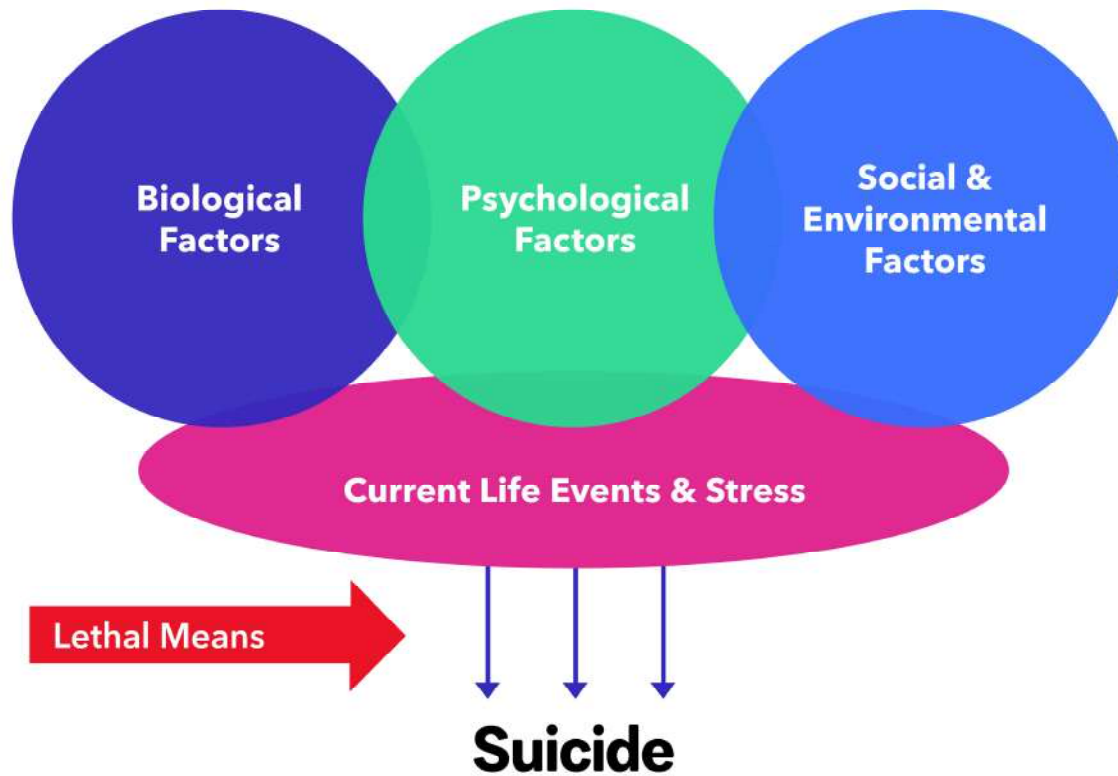 Biological
Factors
Psychological
Factors
Social &
Environmental
Factors
Current Life Events & Stress
Lethal Means
Suicide